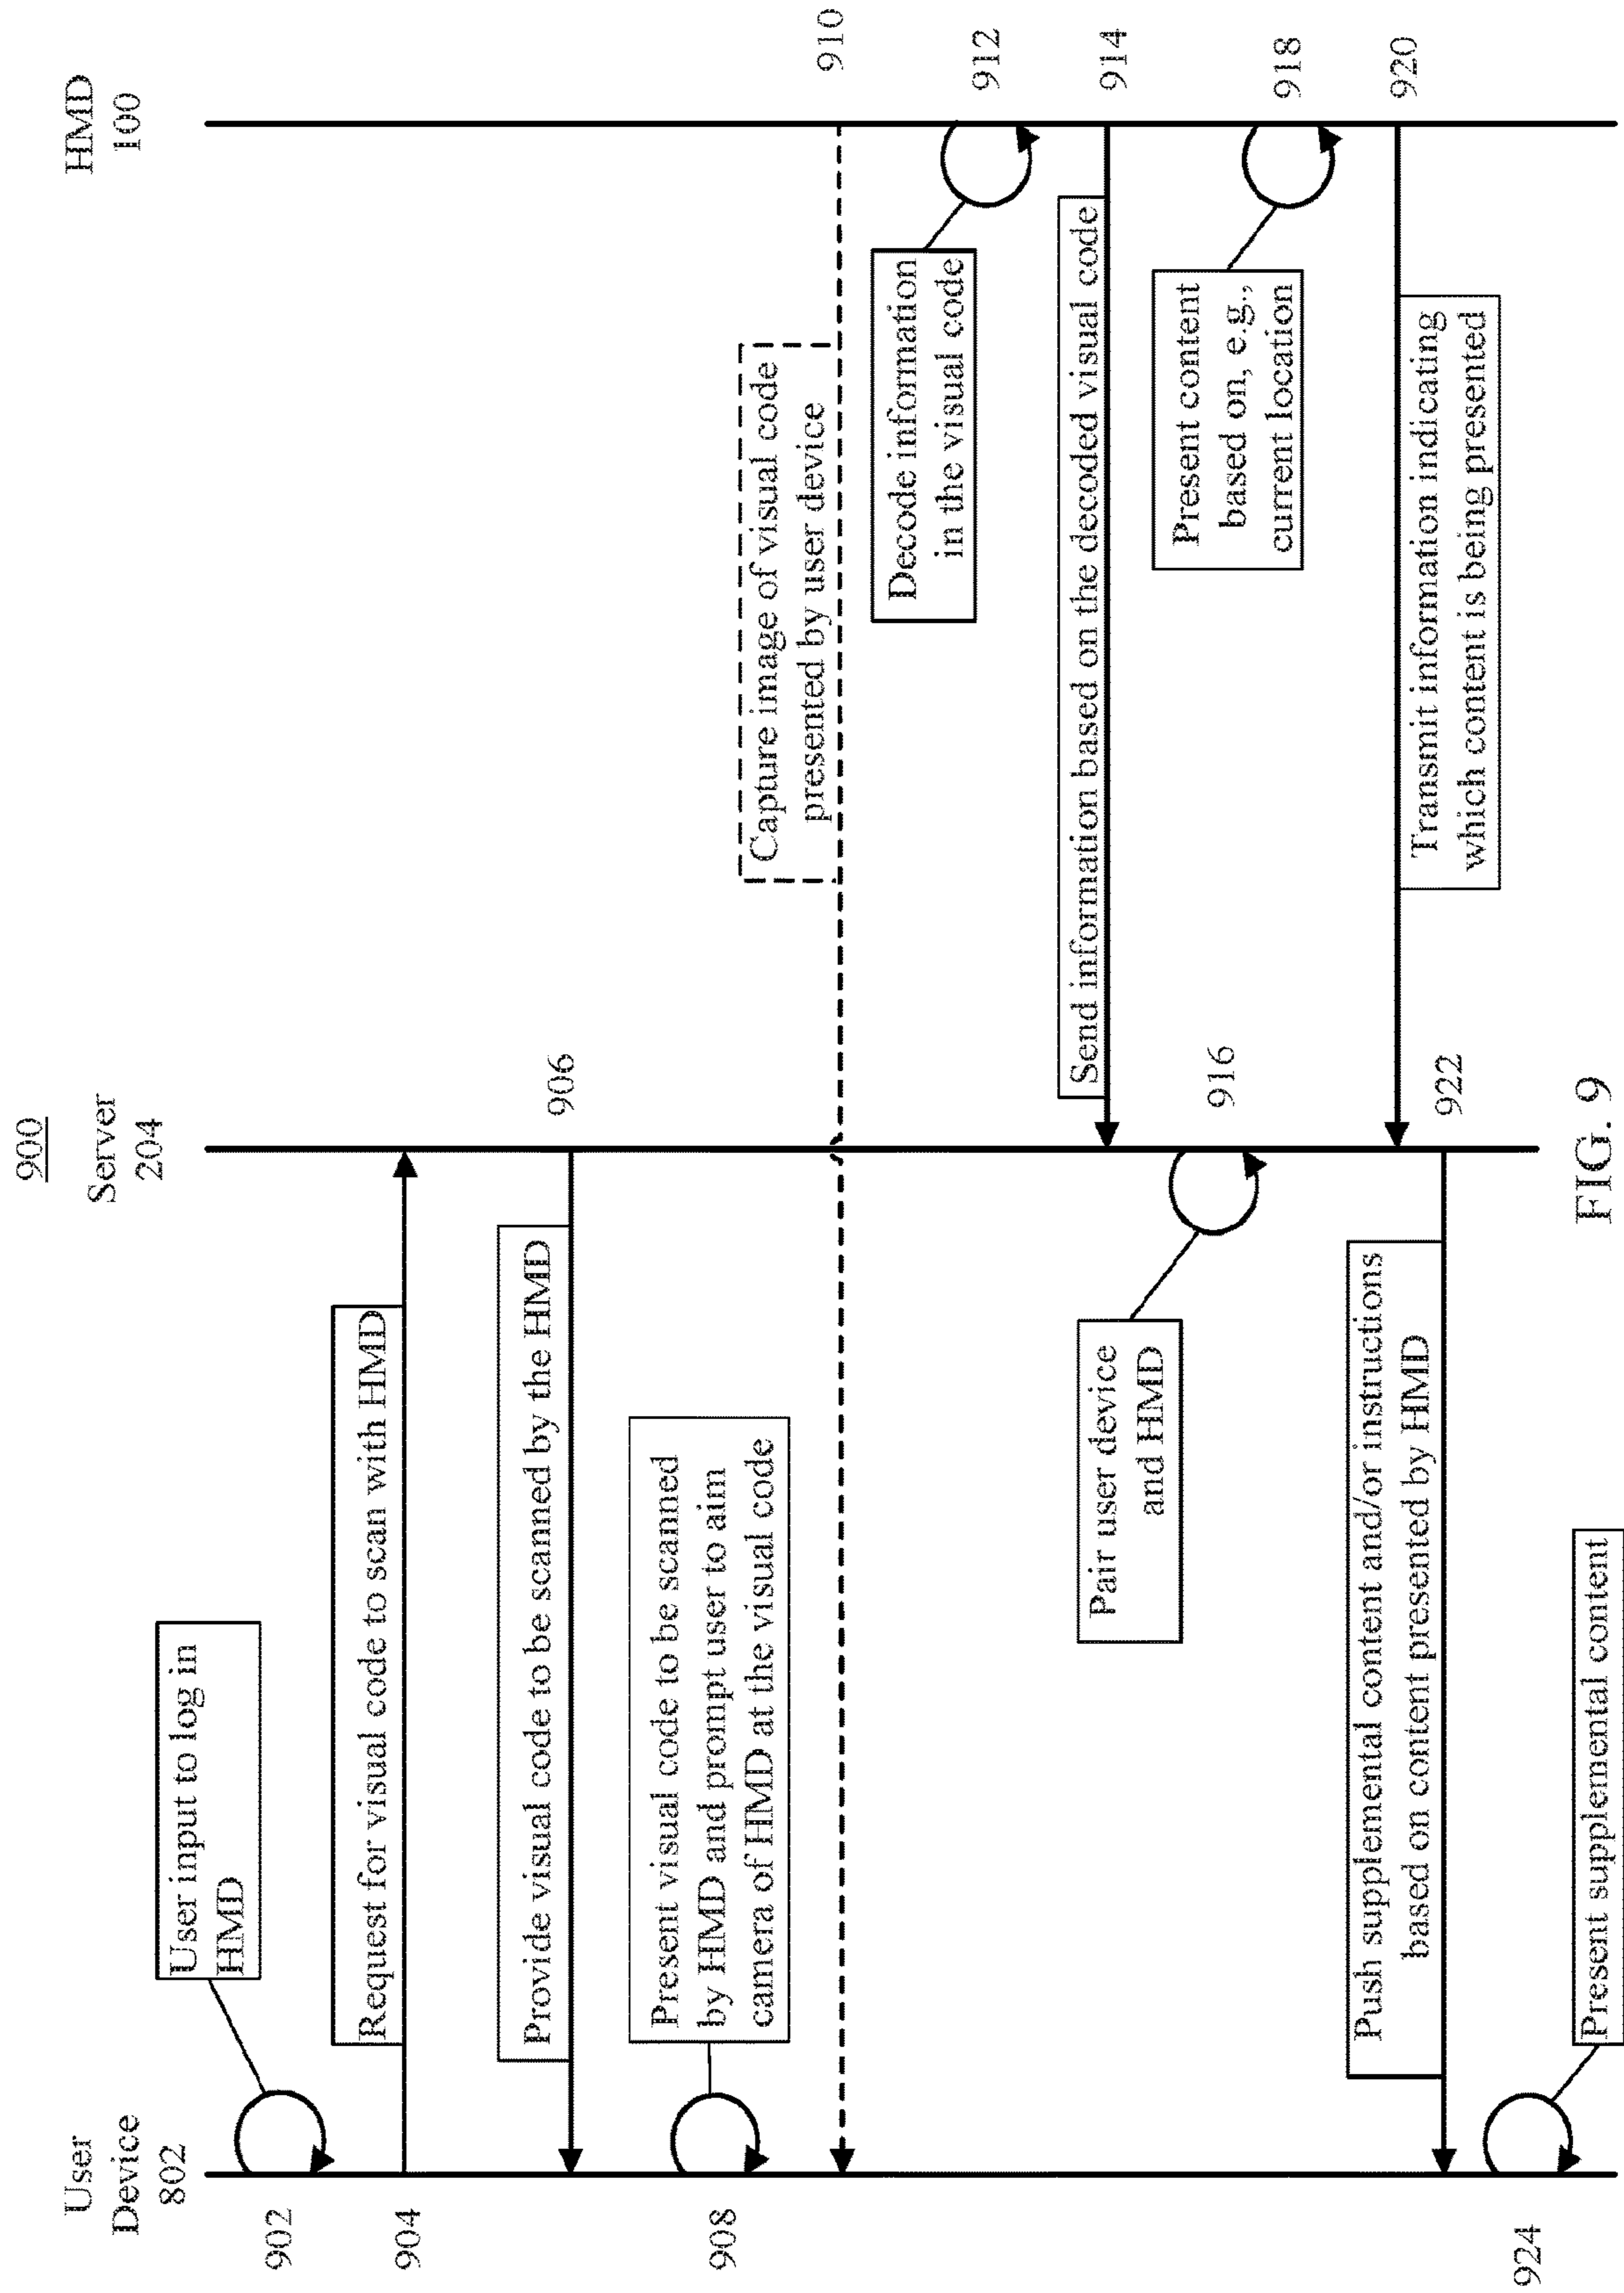 900
User
Device
802
Server
204
HMD
100
902
User input to log in
HMD
904
Request for visual code to scan with HMD
906
Provide visual code to be scanned by the HMD
908
Present visual code to be scanned
by HMD and prompt user to aim
camera of HMD at the visual code
910
Capture image of visual code
presented by user device
912
Decode information
in the visual code
914
Send information based on the decoded visual code
916
Pair user device
and HMD
918
Present content
based on, e.g.,
current location
920
Transmit information indicating
which content is being presented
922
Push supplemental content and/or instructions
based on content presented by HMD
924
Present supplemental content
FIG. 9